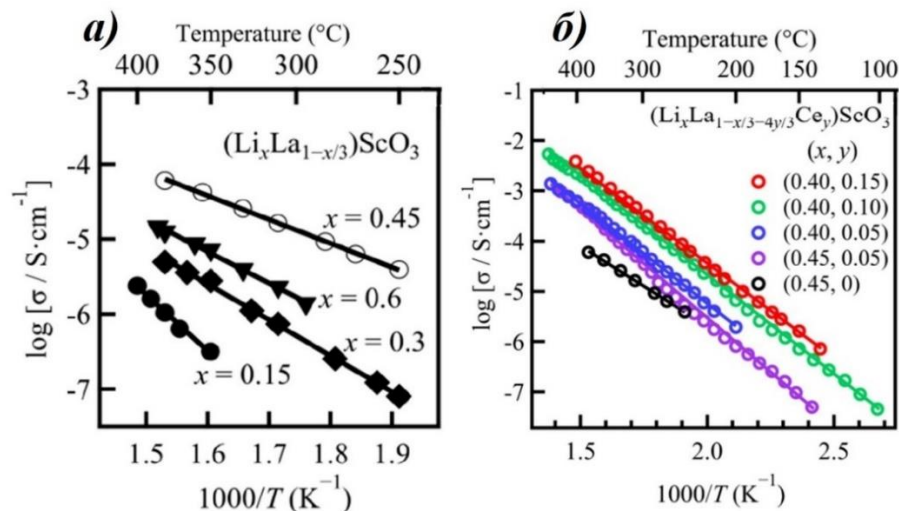 а)
Temperature (°C)
400 350 300 250
-3
-4
-5
-6
-7
log [σ / S·cm⁻¹]
(LiₓLa₁₋ₓ/₃)ScO₃
x = 0.45
x = 0.6
x = 0.3
x = 0.15
1.5 1.6 1.7 1.8 1.9
1000/T (K⁻¹)
б)
Temperature (°C)
400 300 200 140 100
-1
-2
-3
-4
-5
-6
-7
log [σ / S·cm⁻¹]
(LiₓLa₁₋ₓ/₃₋₄y/₃Cey)ScO₃
(x, y)
(0.40, 0.15)
(0.40, 0.10)
(0.40, 0.05)
(0.45, 0.05)
(0.45, 0)
1.5 2.0 2.5
1000/T (K⁻¹)